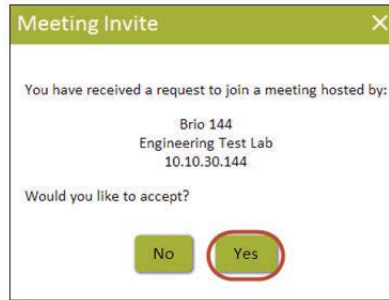 Meeting Invite
You have received a request to join a meeting hosted by:
Brio 144
Engineering Test Lab
10.10.30.144
Would you like to accept?
No Yes